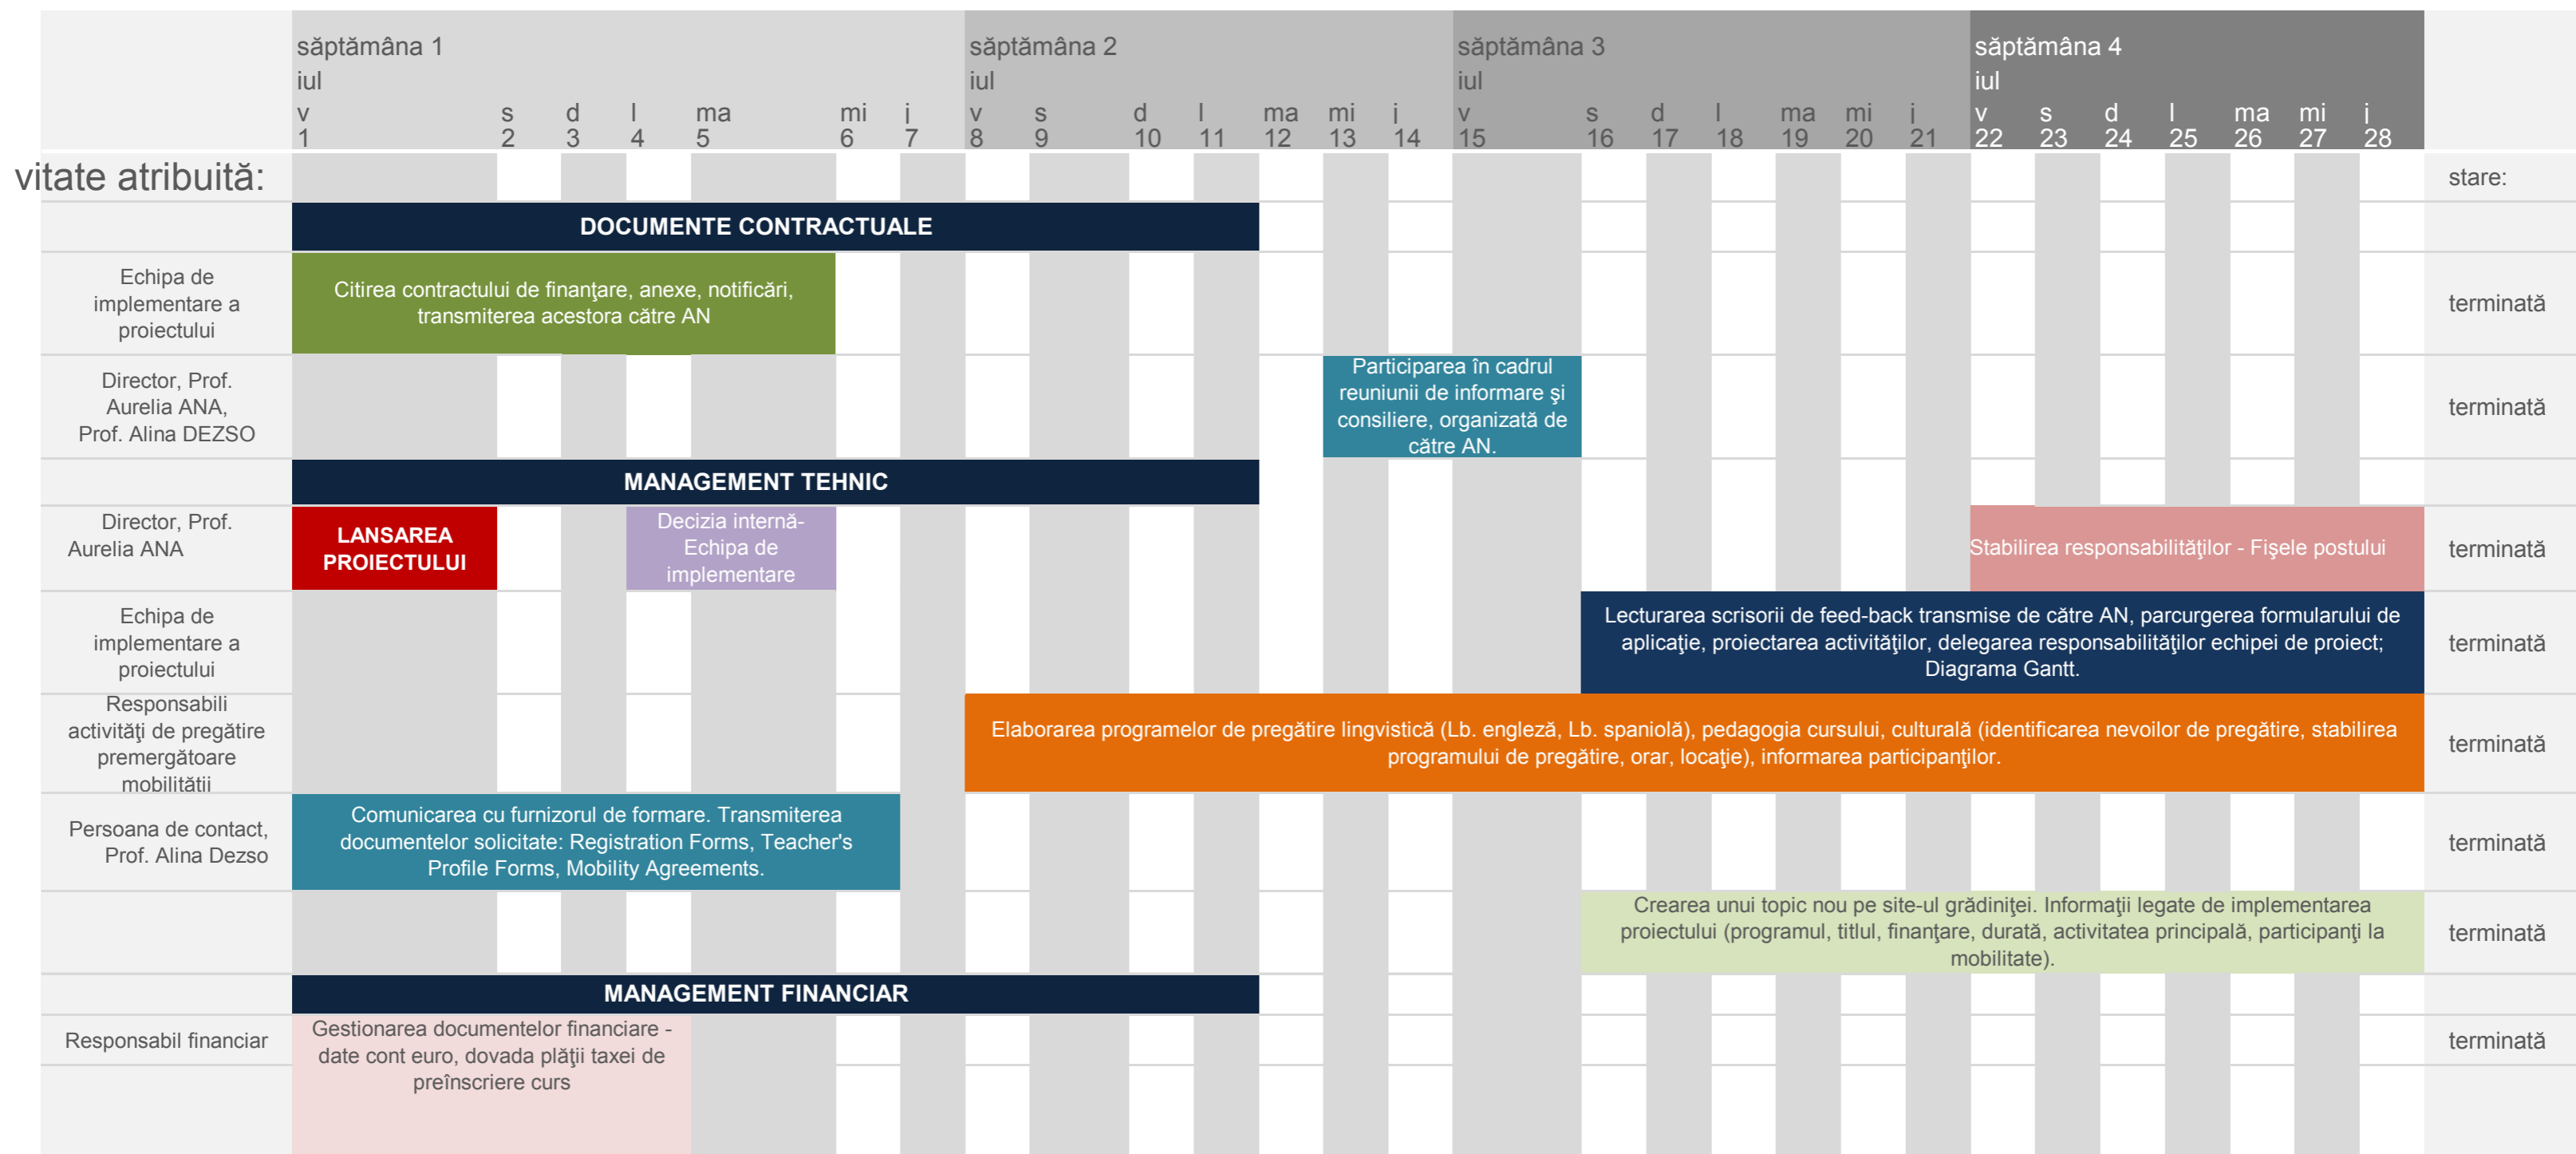 săptămâna 1 săptămâna 2 săptămâna 3 săptămâna 4
iul iul iul iul
v s d l ma mi j v s d l ma mi j v s d l ma mi j v s d l ma mi j
1 2 3 4 5 6 7 8 9 10 11 12 13 14 15 16 17 18 19 20 21 22 23 24 25 26 27 28
vitate atribuită: stare:
DOCUMENTE CONTRACTUALE
Echipa de
implementare a
proiectului
Citirea contractului de finanţare, anexe, notificări,
transmiterea acestora către AN
terminată
Director, Prof.
Aurelia ANA,
Prof. Alina DEZSO
Participarea în cadrul
reuniunii de informare şi
consiliere, organizată de
către AN.
terminată
MANAGEMENT TEHNIC
Director, Prof.
Aurelia ANA
LANSAREA
PROIECTULUI
Decizia internă-
Echipa de
implementare
Stabilirea responsabilităţilor - Fişele postului
terminată
Echipa de
implementare a
proiectului
Lecturarea scrisorii de feed-back transmise de către AN, parcurgerea formularului de
aplicaţie, proiectarea activităţilor, delegarea responsabilităţilor echipei de proiect;
Diagrama Gantt.
terminată
Responsabili
activităţi de pregătire
premergătoare
mobilităţii
Elaborarea programelor de pregătire lingvistică (Lb. engleză, Lb. spaniolă), pedagogia cursului, culturală (identificarea nevoilor de pregătire, stabilirea
programului de pregătire, orar, locaţie), informarea participanţilor.
terminată
Persoana de contact,
Prof. Alina Dezso
Comunicarea cu furnizorul de formare. Transmiterea
documentelor solicitate: Registration Forms, Teacher's
Profile Forms, Mobility Agreements.
terminată
Crearea unui topic nou pe site-ul grădiniţei. Informaţii legate de implementarea
proiectului (programul, titlul, finanţare, durată, activitatea principală, participanţi la
mobilitate).
terminată
MANAGEMENT FINANCIAR
Responsabil financiar
Gestionarea documentelor financiare -
date cont euro, dovada plăţii taxei de
preînscriere curs
terminată